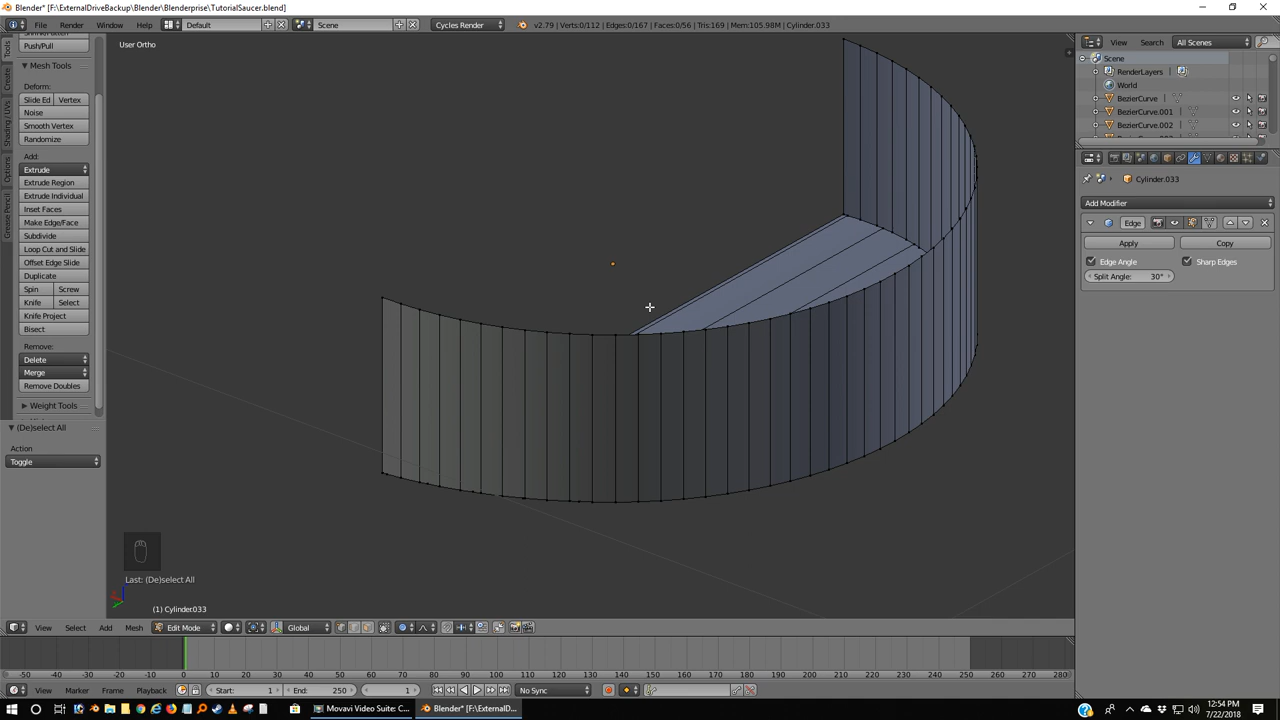 Blender* [F:\ExternalDriveBackup\Blender\Blenderprise\TutorialSaucer.blend]
File Render Window Help Default Scene Cycles Render v2.79 | Verts:0/112 | Edges:0/167 | Faces:0/56 | Tris:169 | Mem:105.98M | Cylinder.033
Push/Pull
Mesh Tools
Deform:
Slide Ed Vertex
Noise
Smooth Vertex
Randomize
Add:
Extrude
Extrude Region
Extrude Individual
Inset Faces
Make Edge/Face
Subdivide
Loop Cut and Slide
Offset Edge Slide
Duplicate
Spin Screw
Knife Select
Knife Project
Bisect
Remove:
Delete
Merge
Remove Doubles
Weight Tools
(De)select All
Action
Toggle
Tools
Create
Shading / UVs
Options
Grease Pencil
User Ortho
Last: (De)select All
(1) Cylinder.033
View Search All Scenes
Scene
RenderLayers
World
BezierCurve
BezierCurve.001
BezierCurve.002
Cylinder.033
Add Modifier
Edge
Apply Copy
Edge Angle Sharp Edges
Split Angle: 30°
View Select Add Mesh Edit Mode Global
-50 -40 -30 -20 -10 0 10 20 30 40 50 60 70 80 90 100 110 120 130 140 150 160 170 180 190 200 210 220 230 240 250 260 270 280
View Marker Frame Playback Start: 1 End: 250 1 No Sync
Movavi Video Suite: C... Blender* [F:\ExternalD...
12:54 PM
7/22/2018